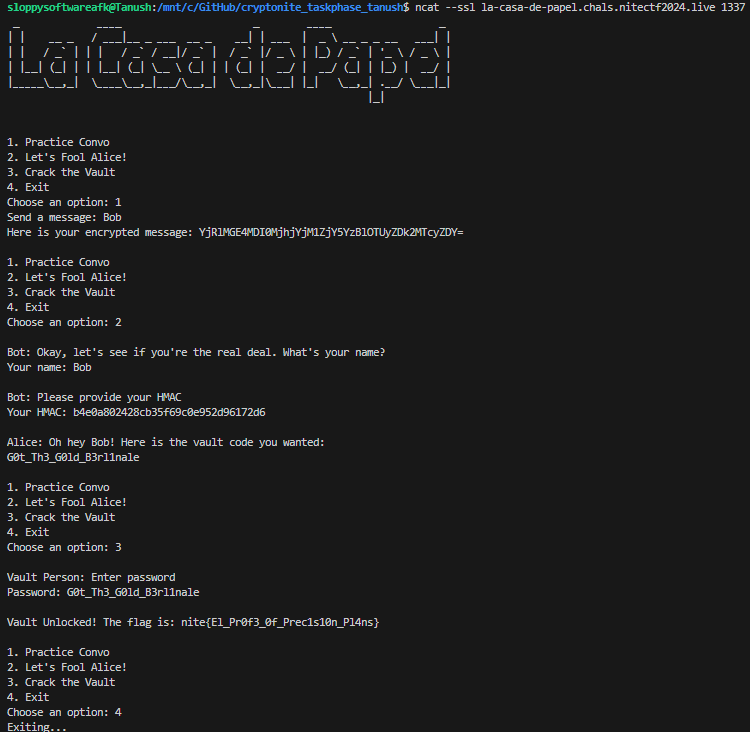 sloppysoftwareafk@Tanush:/mnt/c/GitHub/cryptonite_taskphase_tanush$ ncat --ssl la-casa-de-papel.chals.nitectf2024.live 1337
La Casa de Papel
1. Practice Convo
2. Let's Fool Alice!
3. Crack the Vault
4. Exit
Choose an option: 1
Send a message: Bob
Here is your encrypted message: YjRlMGE4MDI0MjhjYjM1ZjY5YzBlOTUyZDk2MTcyZDY=
1. Practice Convo
2. Let's Fool Alice!
3. Crack the Vault
4. Exit
Choose an option: 2
Bot: Okay, let's see if you're the real deal. What's your name?
Your name: Bob
Bot: Please provide your HMAC
Your HMAC: b4e0a802428cb35f69c0e952d96172d6
Alice: Oh hey Bob! Here is the vault code you wanted:
G0t_Th3_G0ld_B3rl1nale
1. Practice Convo
2. Let's Fool Alice!
3. Crack the Vault
4. Exit
Choose an option: 3
Vault Person: Enter password
Password: G0t_Th3_G0ld_B3rl1nale
Vault Unlocked! The flag is: nite{El_Pr0f3_0f_Prec1s10n_Pl4ns}
1. Practice Convo
2. Let's Fool Alice!
3. Crack the Vault
4. Exit
Choose an option: 4
Exiting...